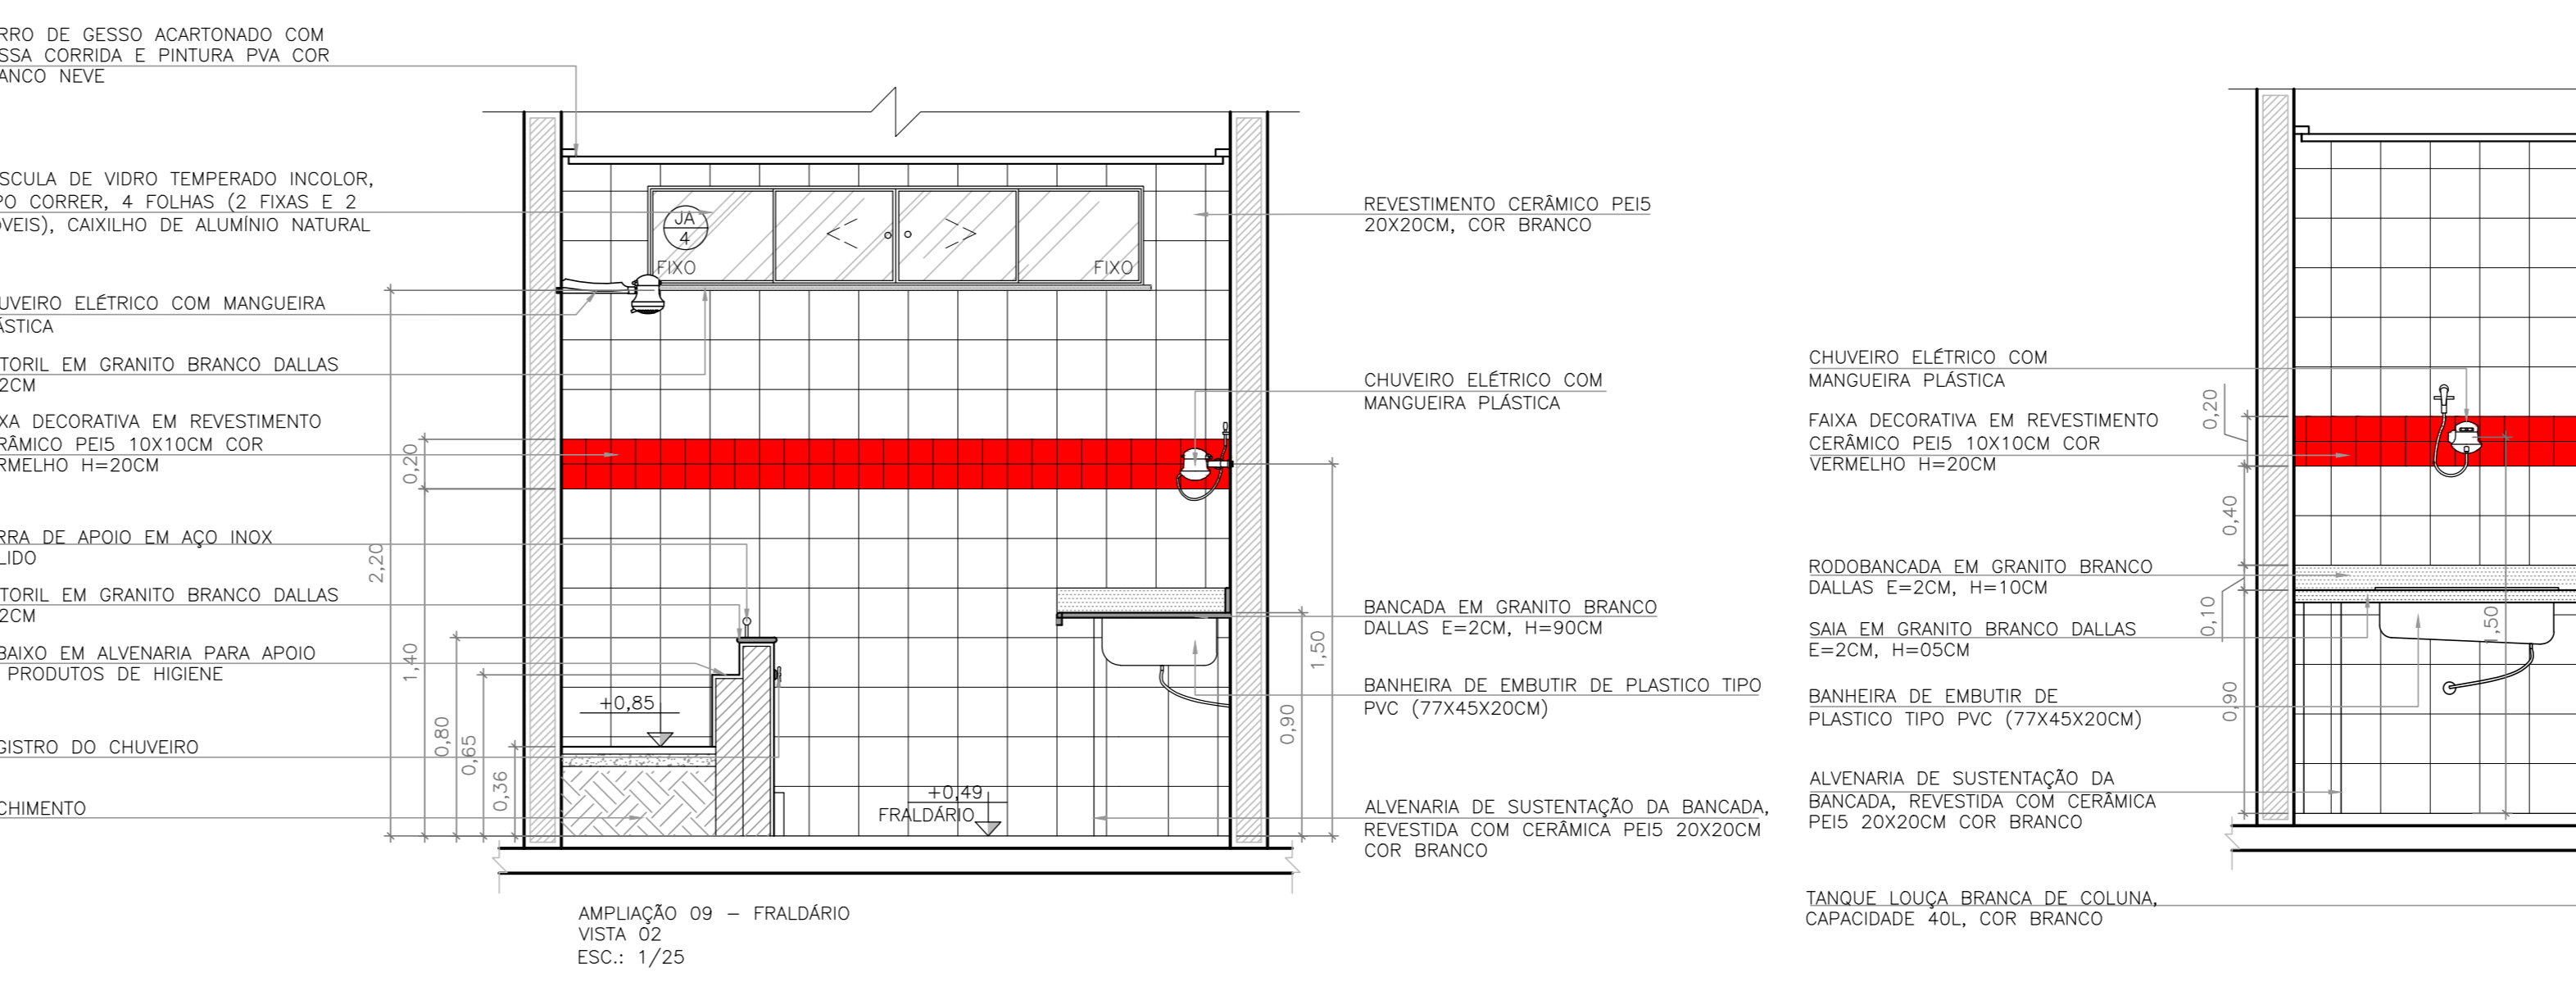 RRO DE GESSO ACARTONADO COM
SSA CORRIDA E PINTURA PVA COR
ANCO NEVE
SCULA DE VIDRO TEMPERADO INCOLOR,
PO CORRER, 4 FOLHAS (2 FIXAS E 2
ÓVEIS), CAIXILHO DE ALUMÍNIO NATURAL
UVEIRO ELÉTRICO COM MANGUEIRA
ÁSTICA
TORIL EM GRANITO BRANCO DALLAS
2CM
IXA DECORATIVA EM REVESTIMENTO
RÂMICO PEI5 10X10CM COR
RMELHO H=20CM
RRA DE APOIO EM AÇO INOX
LIDO
TORIL EM GRANITO BRANCO DALLAS
2CM
BAIXO EM ALVENARIA PARA APOIO
PRODUTOS DE HIGIENE
GISTRO DO CHUVEIRO
CHIMENTO
2,20
0,20
1,40
0,80
0,65
0,36
JA
4
FIXO
FIXO
+0,85
+0,49
FRALDÁRIO
REVESTIMENTO CERÂMICO PEI5
20X20CM, COR BRANCO
CHUVEIRO ELÉTRICO COM
MANGUEIRA PLÁSTICA
BANCADA EM GRANITO BRANCO
DALLAS E=2CM, H=90CM
BANHEIRA DE EMBUTIR DE PLASTICO TIPO
PVC (77X45X20CM)
ALVENARIA DE SUSTENTAÇÃO DA BANCADA,
REVESTIDA COM CERÂMICA PEI5 20X20CM
COR BRANCO
0,90
1,50
AMPLIAÇÃO 09 – FRALDÁRIO
VISTA 02
ESC.: 1/25
CHUVEIRO ELÉTRICO COM
MANGUEIRA PLÁSTICA
FAIXA DECORATIVA EM REVESTIMENTO
CERÂMICO PEI5 10X10CM COR
VERMELHO H=20CM
RODOBANCADA EM GRANITO BRANCO
DALLAS E=2CM, H=10CM
SAIA EM GRANITO BRANCO DALLAS
E=2CM, H=05CM
BANHEIRA DE EMBUTIR DE
PLASTICO TIPO PVC (77X45X20CM)
ALVENARIA DE SUSTENTAÇÃO DA
BANCADA, REVESTIDA COM CERÂMICA
PEI5 20X20CM COR BRANCO
TANQUE LOUÇA BRANCA DE COLUNA,
CAPACIDADE 40L, COR BRANCO
0,20
0,40
0,10
0,90
1,50